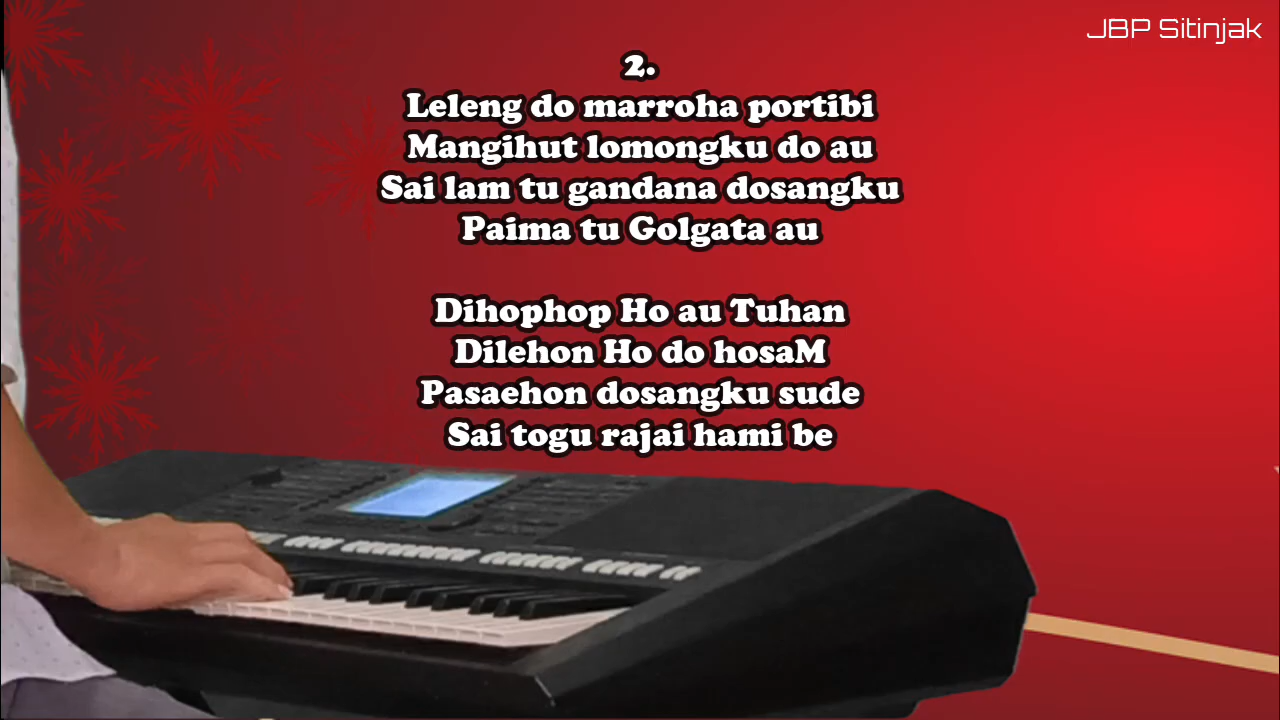 JBP Sitinjak
2.
Leleng do marroha portibi
Mangihut lomongku do au
Sai lam tu gandana dosangku
Paima tu Golgata au
Dihophop Ho au Tuhan
Dilehon Ho do hosaM
Pasaehon dosangku sude
Sai togu rajai hami be